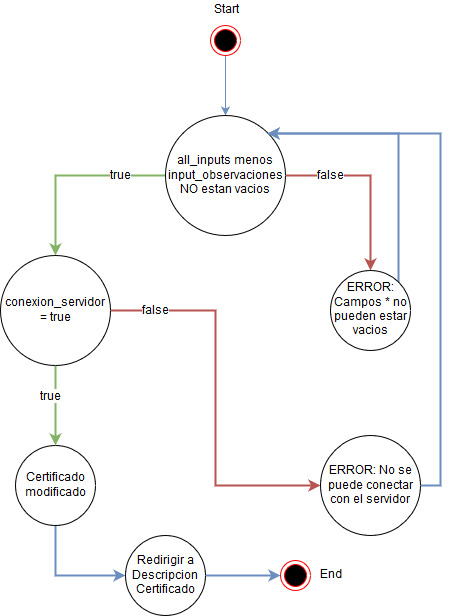 Start
all_inputs menos
input_observaciones
NO estan vacios
true
false
ERROR:
Campos * no
pueden estar
vacios
conexion_servidor
= true
false
true
Certificado
modificado
ERROR: No se
puede conectar
con el servidor
Redirigir a
Descripcion
Certificado
End